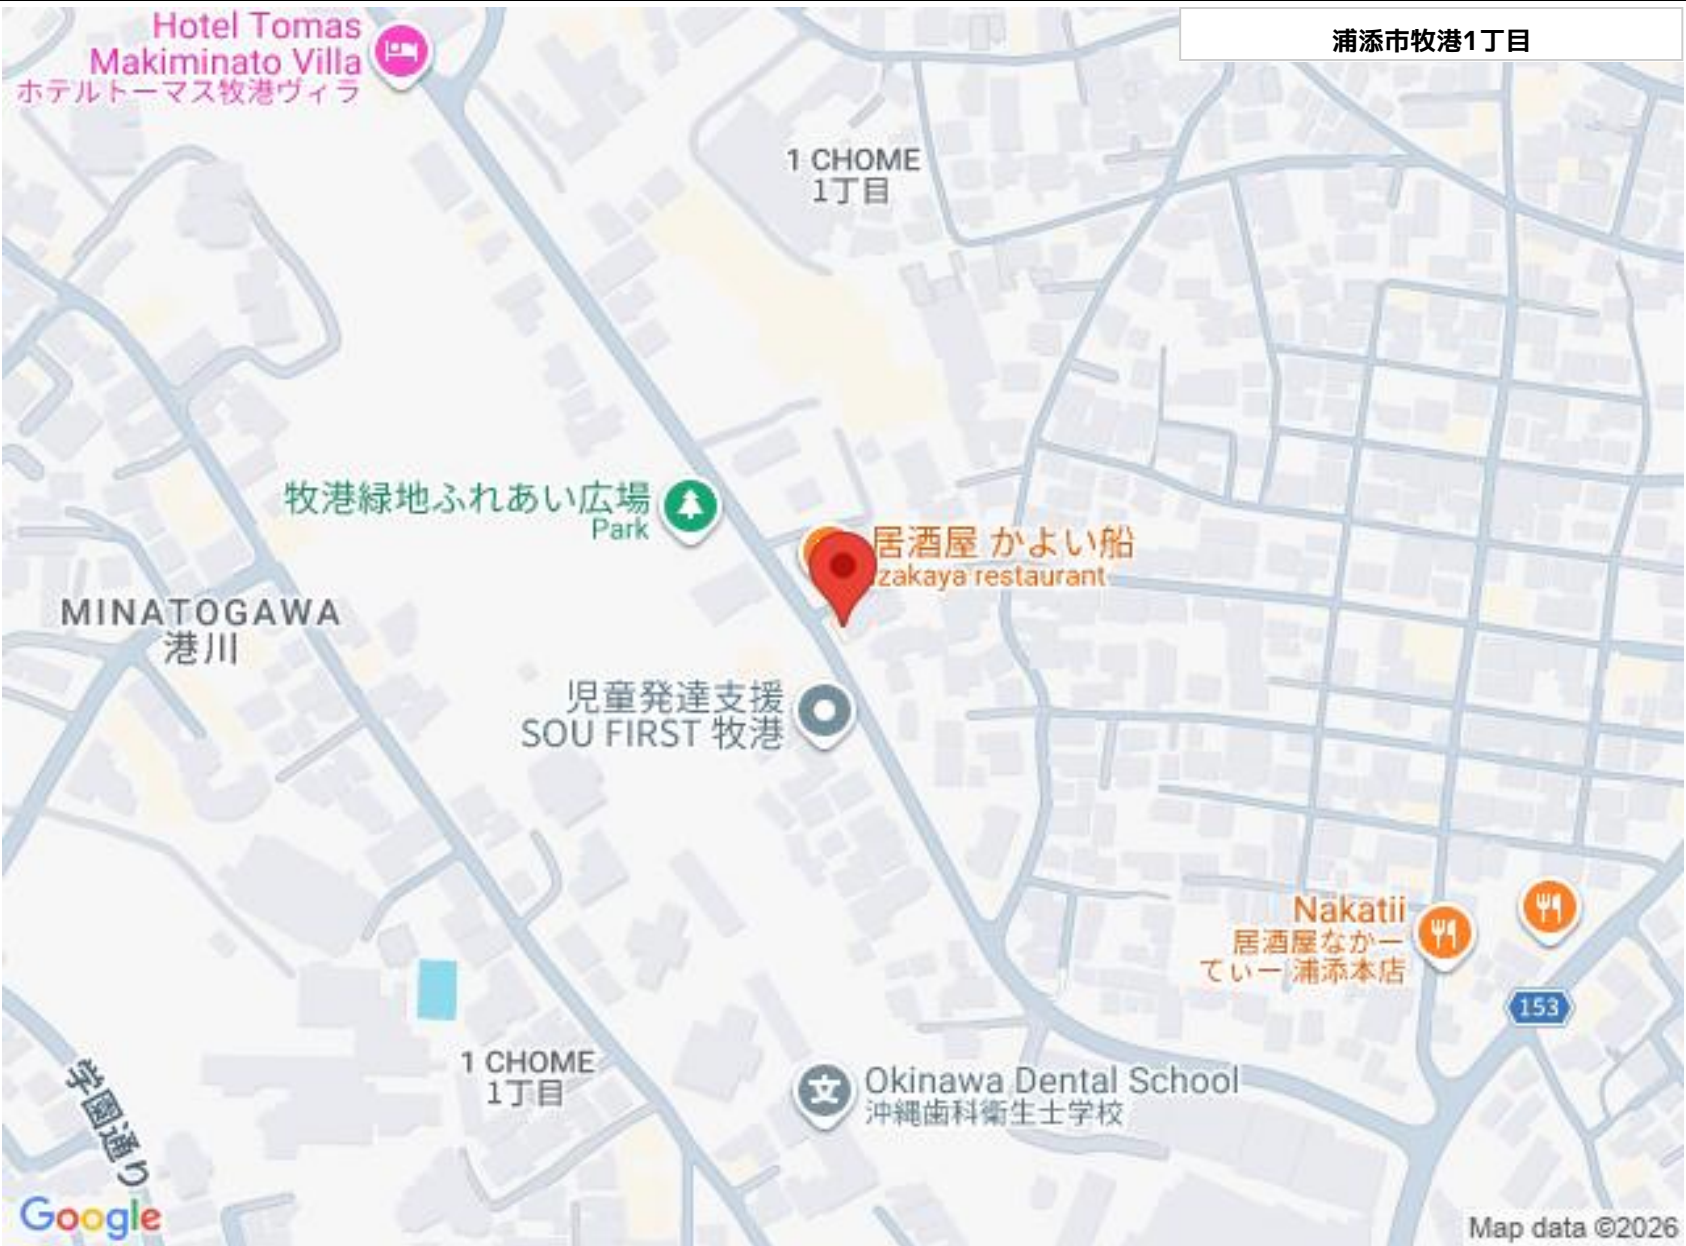 Hotel Tomas
Makiminato Villa
ホテルトーマス牧港ヴィラ
浦添市牧港1丁目
1 CHOME
1丁目
牧港緑地ふれあい広場
Park
居酒屋 かよい船
zakaya restaurant
MINATOGAWA
港川
児童発達支援
SOU FIRST 牧港
Nakatii
居酒屋なかー
てぃー 浦添本店
153
1 CHOME
1丁目
文
Okinawa Dental School
沖縄歯科衛生士学校
学園通り
Google
Map data ©2026